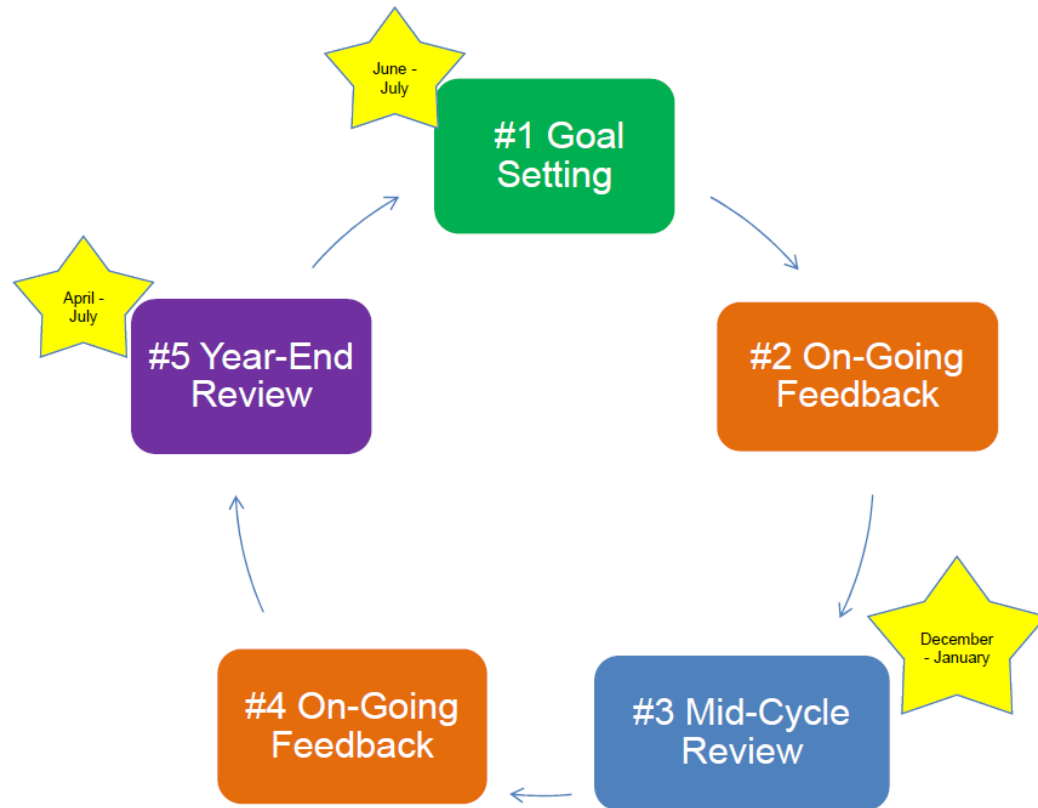 June -
July
#1 Goal
Setting
#2 On-Going
Feedback
December
- January
#3 Mid-Cycle
Review
#4 On-Going
Feedback
April -
July
#5 Year-End
Review